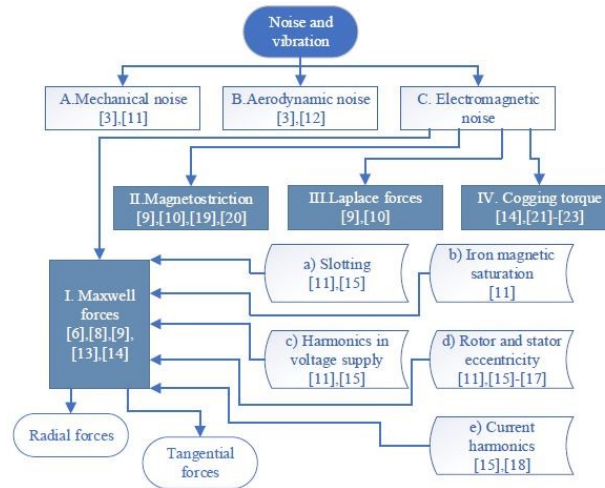 Noise and
vibration
A.Mechanical noise
[3],[11]
B.Aerodynamic noise
[3],[12]
C. Electromagnetic
noise
II.Magnetostriction
[9],[10],[19],[20]
III.Laplace forces
[9],[10]
IV. Cogging torque
[14],[21]-[23]
I. Maxwell
forces
[6],[8],[9],
[13],[14]
a) Slotting
[11],[15]
b) Iron magnetic
saturation
[11]
c) Harmonics in
voltage supply
[11],[15]
d) Rotor and stator
eccentricity
[11],[15]-[17]
e) Current
harmonics
[15],[18]
Radial forces
Tangential
forces